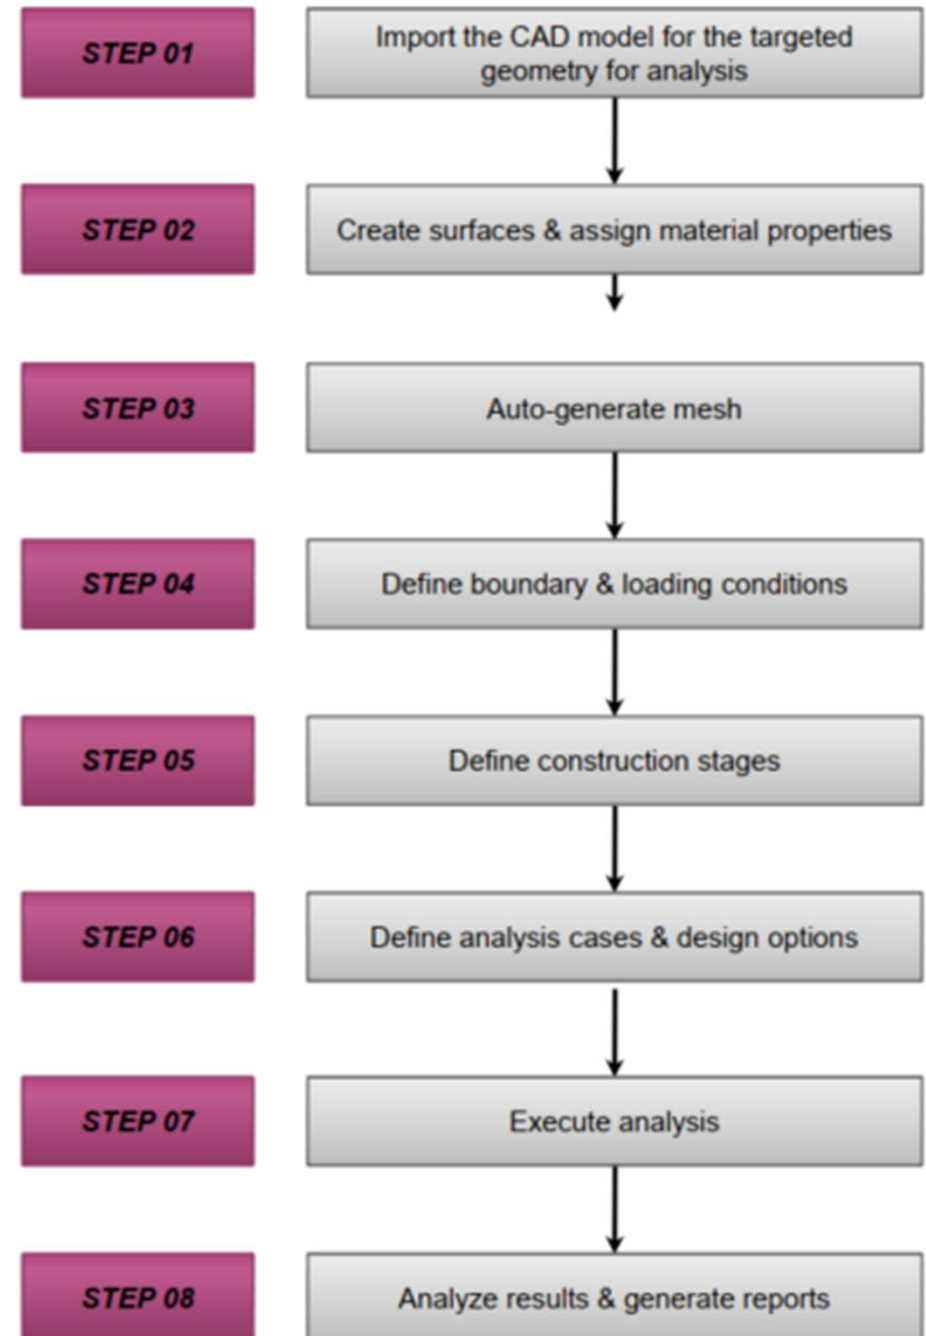 STEP 01
Import the CAD model for the targeted
geometry for analysis
STEP 02
Create surfaces & assign material properties
STEP 03
Auto-generate mesh
STEP 04
Define boundary & loading conditions
STEP 05
Define construction stages
STEP 06
Define analysis cases & design options
STEP 07
Execute analysis
STEP 08
Analyze results & generate reports